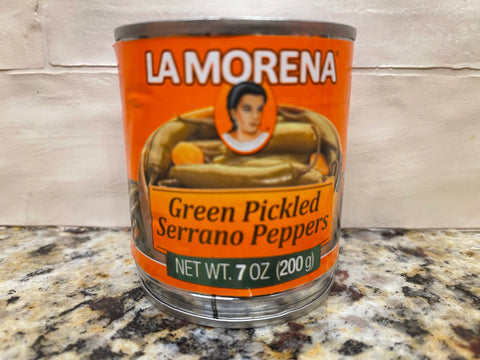 LA MORENA
Green Pickled
Serrano Peppers
NET WT. 7 OZ (200 g)